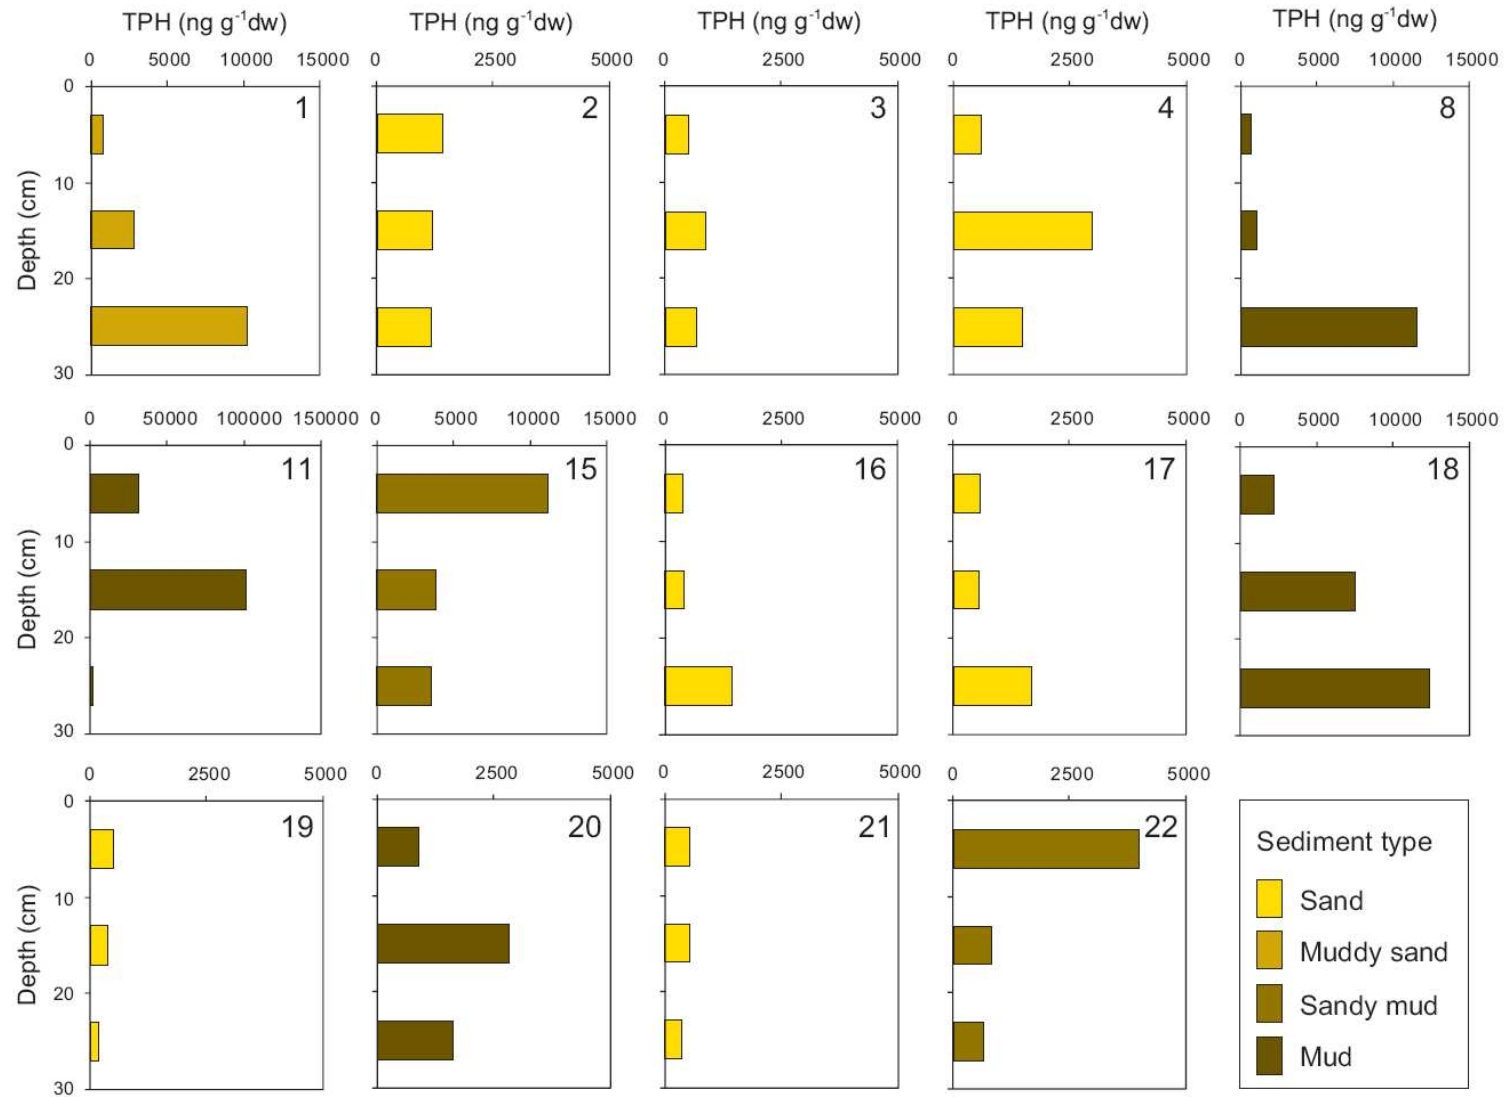 TPH (ng g⁻¹dw) TPH (ng g⁻¹dw) TPH (ng g⁻¹dw) TPH (ng g⁻¹dw) TPH (ng g⁻¹dw)
0 5000 10000 15000 0 2500 5000 0 2500 5000 0 2500 5000 0 5000 10000 15000
0
1 2 3 4 8
10
Depth (cm)
20
30
0 50000 100000 150000 0 5000 10000 15000 0 2500 5000 0 2500 5000 0 5000 10000 15000
0
11 15 16 17 18
10
Depth (cm)
20
30
0 2500 5000 0 2500 5000 0 2500 5000 0 2500 5000
0
19 20 21 22
10
Depth (cm)
20
30
Sediment type
Sand
Muddy sand
Sandy mud
Mud